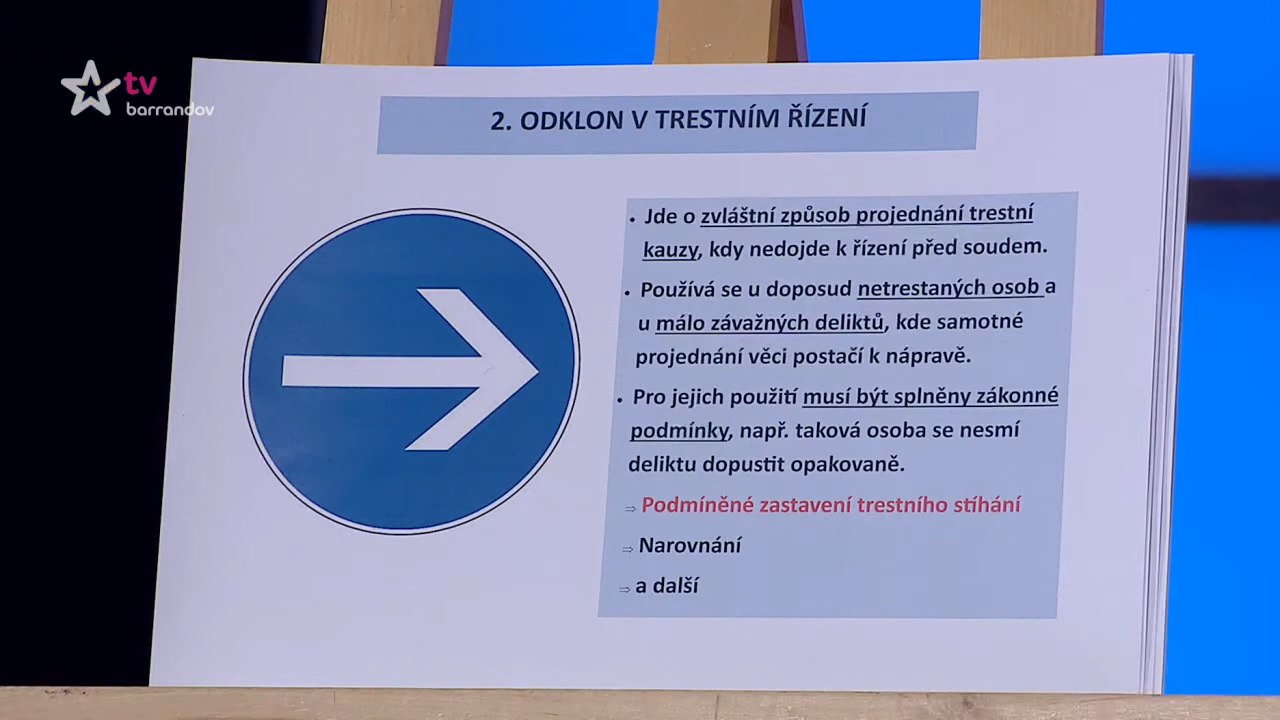 tv
barrandov
2. ODKLON V TRESTNÍM ŘÍZENÍ
• Jde o zvláštní způsob projednání trestní
kauzy, kdy nedojde k řízení před soudem.
• Používá se u doposud netrestaných osob a
u málo závažných deliktů, kde samotné
projednání věci postačí k nápravě.
• Pro jejich použití musí být splněny zákonné
podmínky, např. taková osoba se nesmí
deliktu dopustit opakovaně.
⇒ Podmíněné zastavení trestního stíhání
⇒ Narovnání
⇒ a další